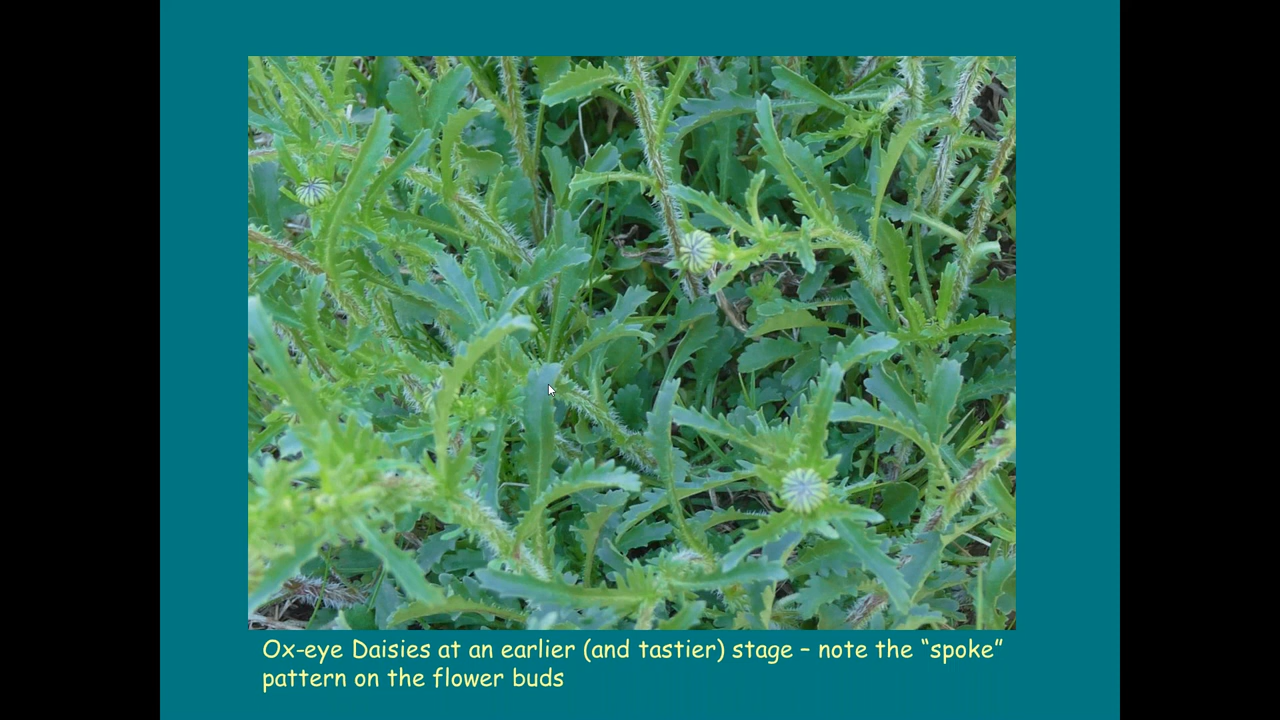 Ox-eye Daisies at an earlier (and tastier) stage – note the “spoke”
pattern on the flower buds